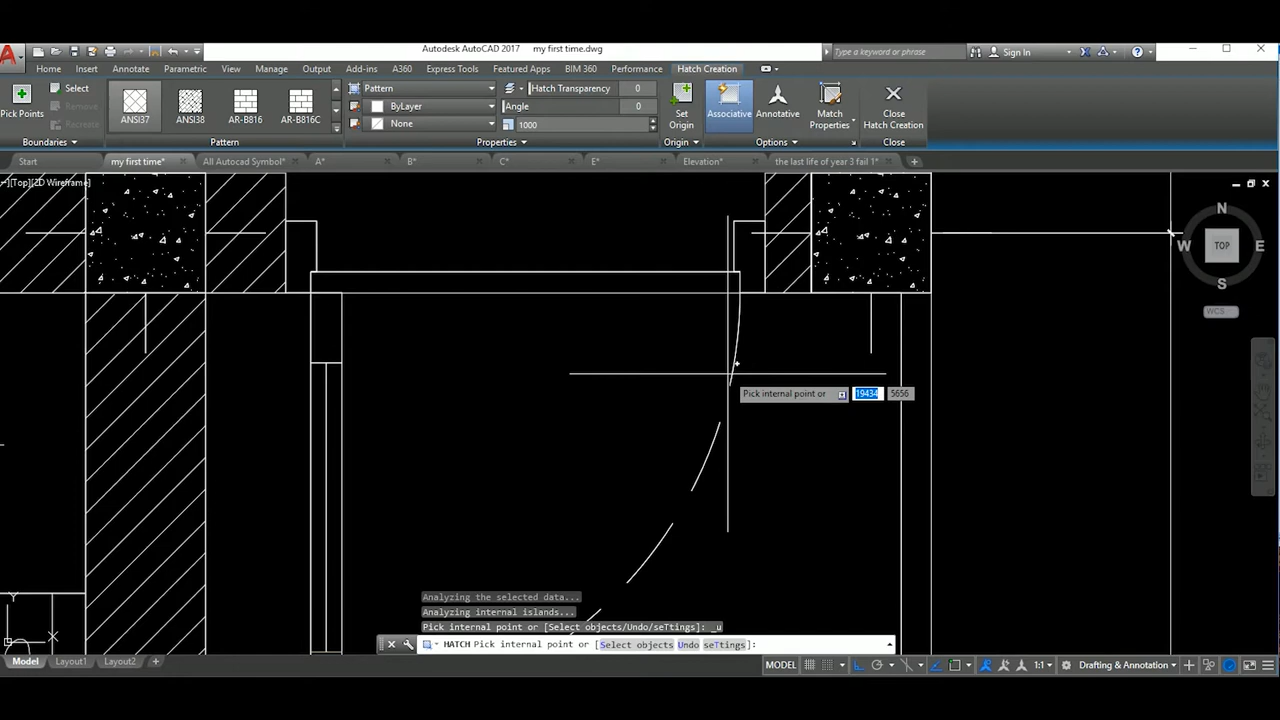 Autodesk AutoCAD 2017 my first time.dwg
Type a keyword or phrase
Sign In
Home Insert Annotate Parametric View Manage Output Add-ins A360 Express Tools Featured Apps BIM 360 Performance Hatch Creation
Pick Points
Select
Remove
Recreate
Boundaries
ANSI37
ANSI38
AR-B816
AR-B816C
Pattern
Pattern
ByLayer
None
Hatch Transparency 0
Angle 0
1000
Properties
Set Origin
Origin
Associative
Annotative
Match Properties
Options
Close Hatch Creation
Close
Start my first time* All Autocad Symbol* A* B* C* E* Elevation* the last life of year 3 fail 1*
[Top][2D Wireframe]
N
W TOP E
S
WCS
Pick internal point or 19434 5656
Y
Analyzing the selected data...
Analyzing internal islands...
Pick internal point or [Select objects/Undo/seTtings]: _u
HATCH Pick internal point or [Select objects Undo seTtings]:
Model Layout1 Layout2
MODEL 1:1 Drafting & Annotation